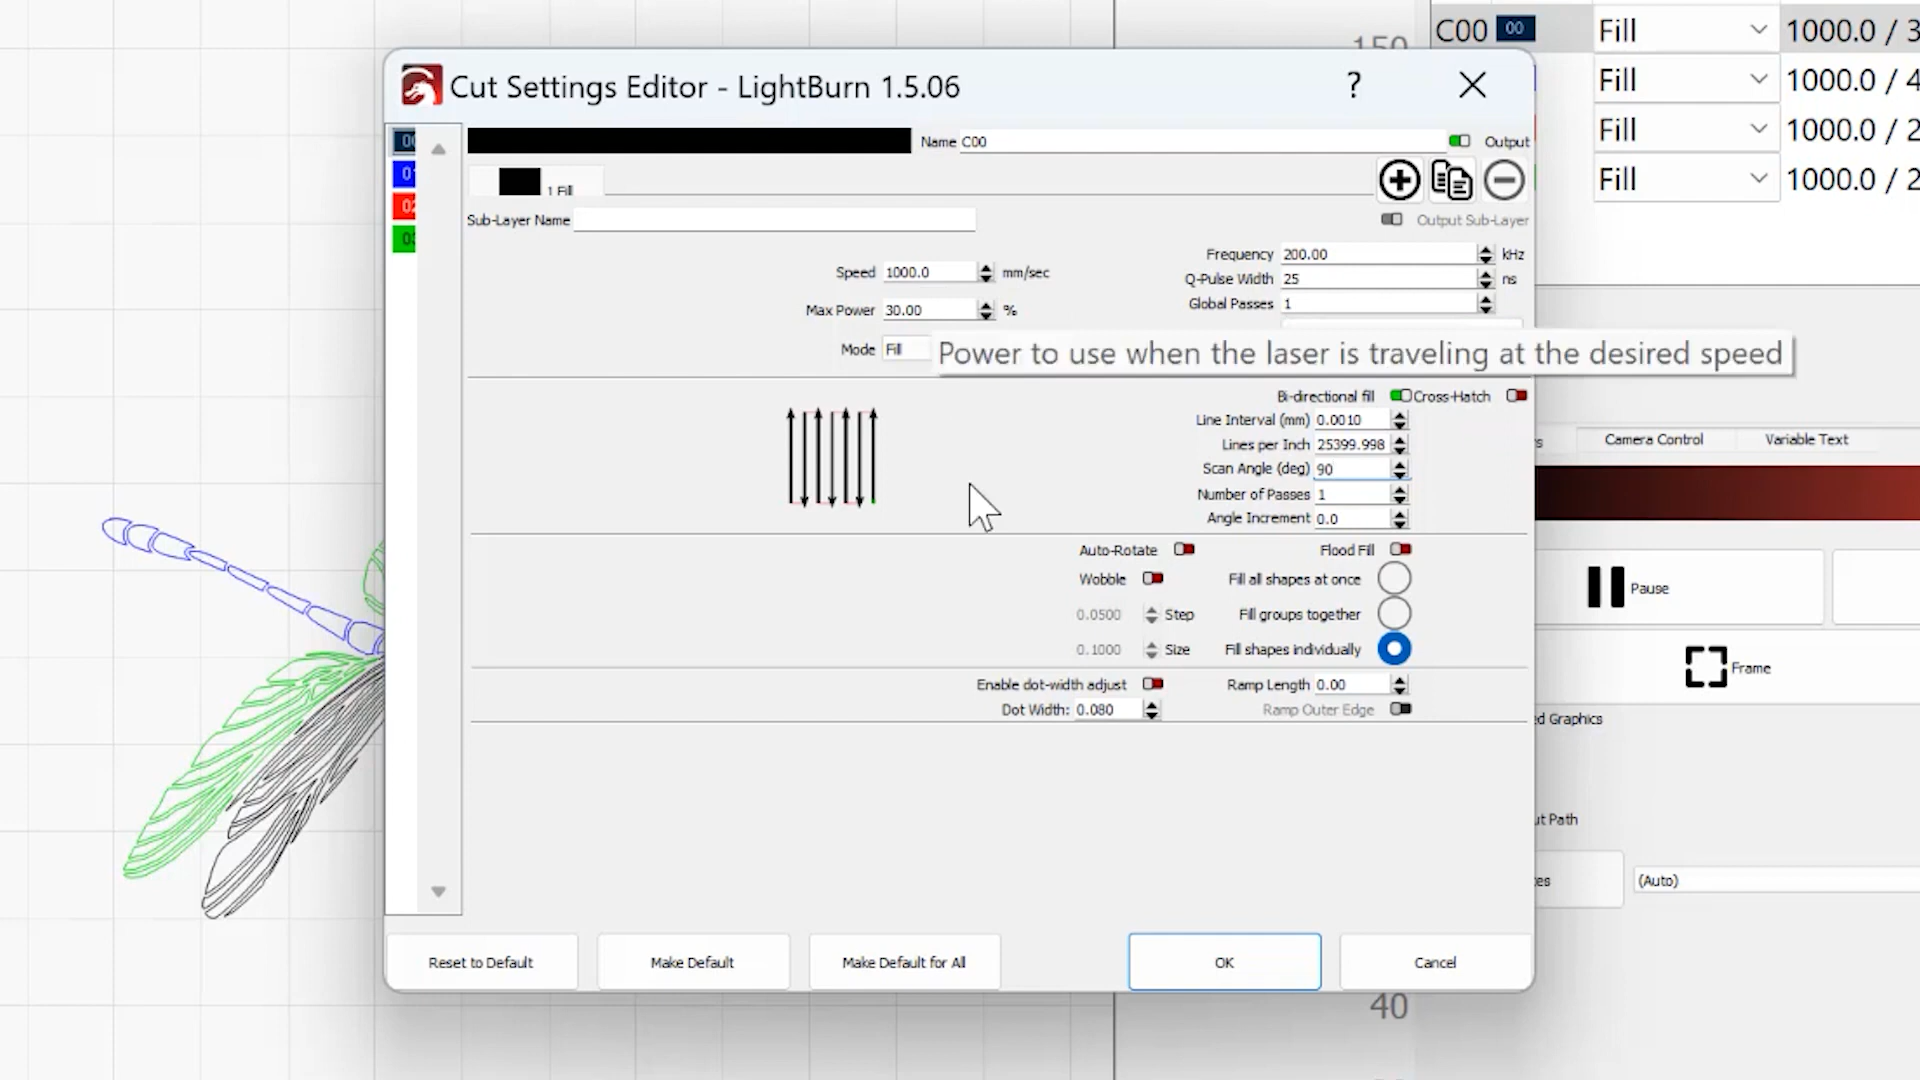 150
C00 00 Fill 1000.0 / 3
Fill 1000.0 / 4
Fill 1000.0 / 2
Fill 1000.0 / 2
Cut Settings Editor - LightBurn 1.5.06
?
Name C00
Output
1 Fill
Sub-Layer Name
Output Sub-Layer
Speed 1000.0 mm/sec
Max Power 30.00 %
Mode Fill
Frequency 200.00 kHz
Q-Pulse Width 25 ns
Global Passes 1
Power to use when the laser is traveling at the desired speed
Bi-directional fill
Cross-Hatch
Line Interval (mm) 0.0010
Lines per Inch 25399.998
Scan Angle (deg) 90
Number of Passes 1
Angle Increment 0.0
Auto-Rotate
Flood Fill
Wobble
Fill all shapes at once
0.0500 Step
Fill groups together
0.1000 Size
Fill shapes individually
Enable dot-width adjust
Ramp Length 0.00
Dot Width: 0.080
Ramp Outer Edge
Reset to Default
Make Default
Make Default for All
OK
Cancel
Camera Control
Variable Text
Pause
Frame
d Graphics
ut Path
(Auto)
40